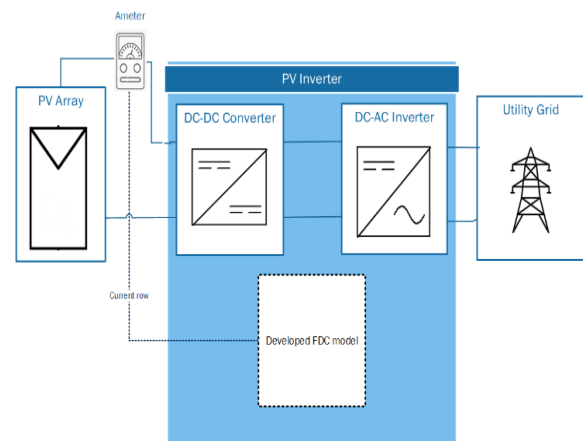 Ameter
PV Inverter
PV Array
DC-DC Converter
DC-AC Inverter
Utility Grid
Current row
Developed FDC model